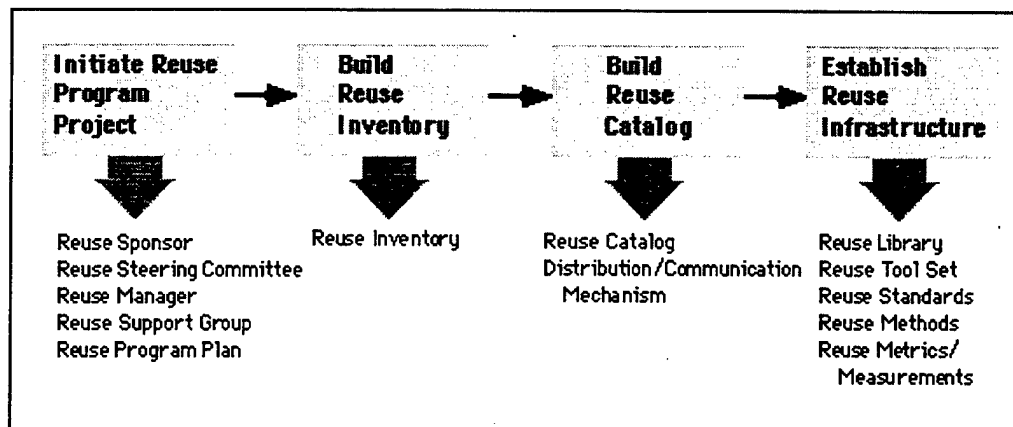 Initiate Reuse
Program
Project
Build
Reuse
Inventory
Build
Reuse
Catalog
Establish
Reuse
Infrastructure
Reuse Sponsor
Reuse Steering Committee
Reuse Manager
Reuse Support Group
Reuse Program Plan
Reuse Inventory
Reuse Catalog
Distribution/Communication
Mechanism
Reuse Library
Reuse Tool Set
Reuse Standards
Reuse Methods
Reuse Metrics/
Measurements